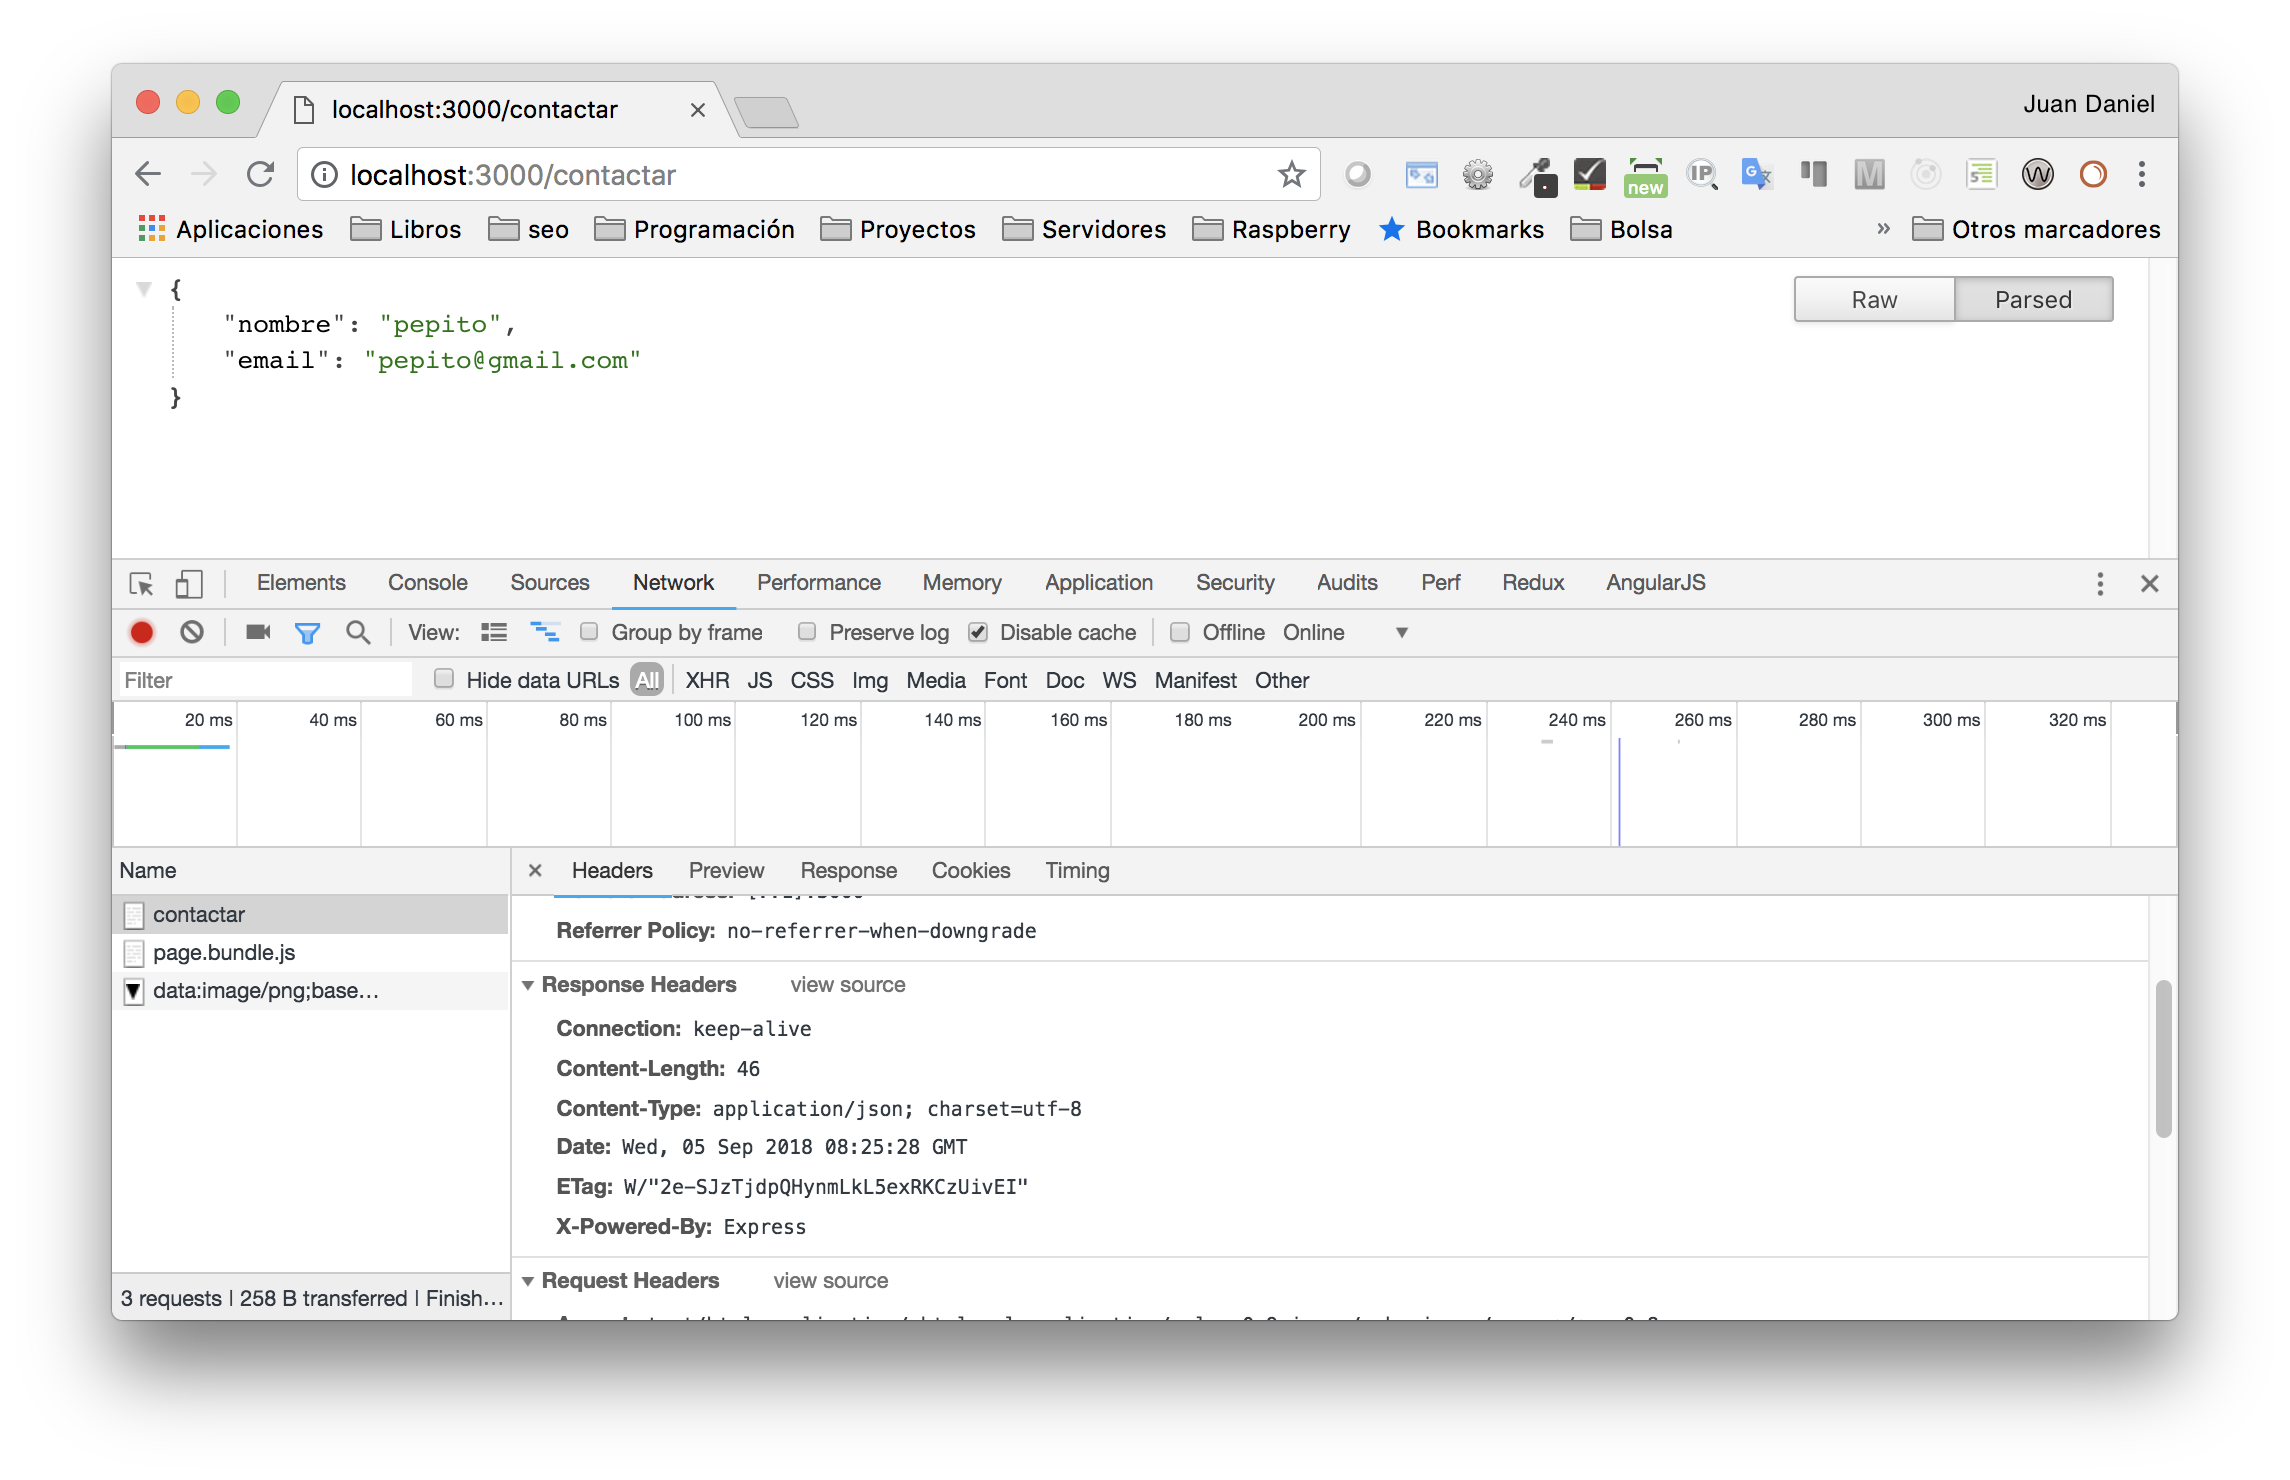 localhost:3000/contactar
Juan Daniel
localhost:3000/contactar
new IP G M S W
Aplicaciones Libros seo Programación Proyectos Servidores Raspberry Bookmarks Bolsa » Otros marcadores
{
"nombre": "pepito",
"email": "pepito@gmail.com"
}
Raw Parsed
Elements Console Sources Network Performance Memory Application Security Audits Perf Redux AngularJS
View: Group by frame Preserve log Disable cache Offline Online
Filter Hide data URLs All XHR JS CSS Img Media Font Doc WS Manifest Other
20 ms 40 ms 60 ms 80 ms 100 ms 120 ms 140 ms 160 ms 180 ms 200 ms 220 ms 240 ms 260 ms 280 ms 300 ms 320 ms
Name
contactar
page.bundle.js
data:image/png;base...
3 requests | 258 B transferred | Finish...
Headers Preview Response Cookies Timing
Referrer Policy: no-referrer-when-downgrade
Response Headers view source
Connection: keep-alive
Content-Length: 46
Content-Type: application/json; charset=utf-8
Date: Wed, 05 Sep 2018 08:25:28 GMT
ETag: W/"2e-SJzTjdpQHynmLkL5exRKCzUivEI"
X-Powered-By: Express
Request Headers view source